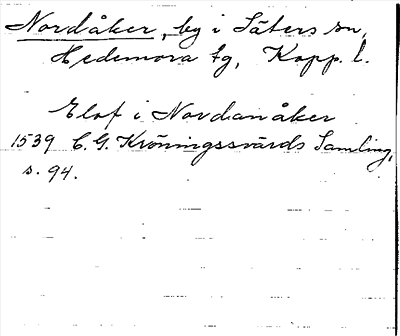 Nordåker, by i Säters sn,
Hedemora tg, Kopp. l.
Elof i Nordanåker
1539 C. G. Kröningssvärds Samling,
s. 94.